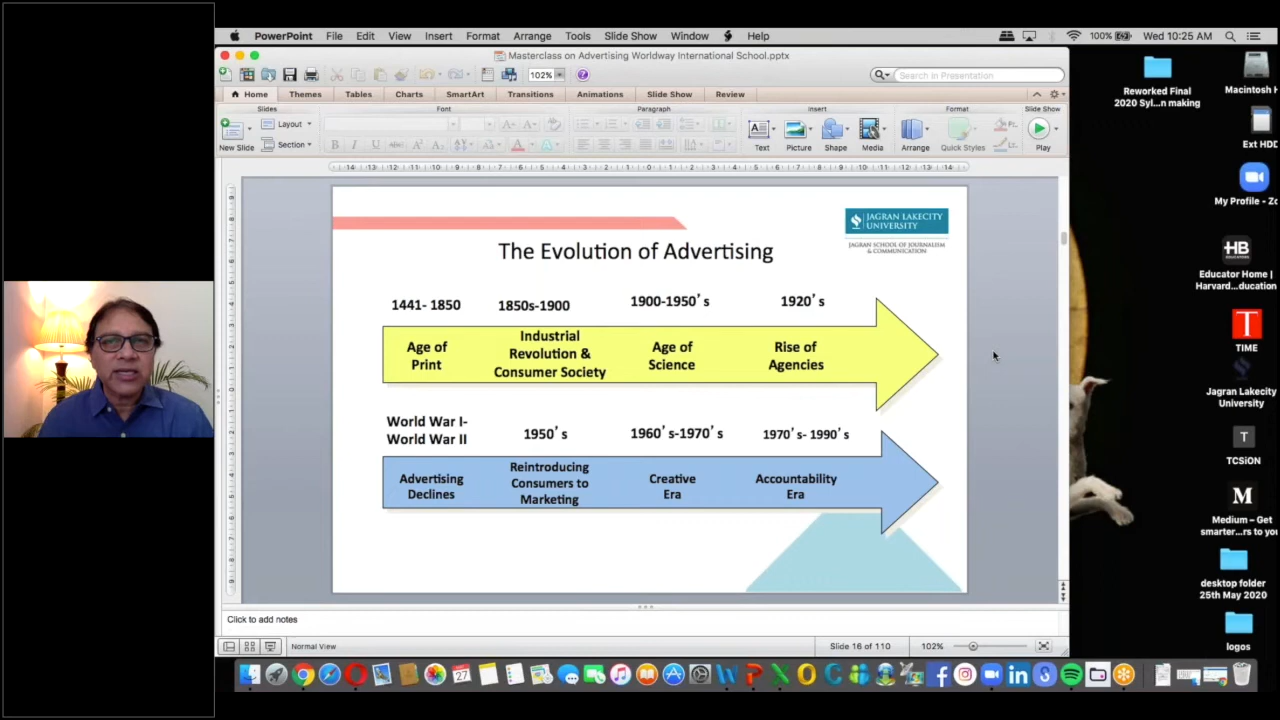 PowerPoint File Edit View Insert Format Arrange Tools Slide Show Window Help
100% Wed 10:25 AM
Masterclass on Advertising Worldway International School.pptx
102%
Search in Presentation
Home Themes Tables Charts SmartArt Transitions Animations Slide Show Review
Slides Font Paragraph Insert Format Slide Show
New Slide
Layout
Section
Text Picture Shape Media Arrange Quick Styles Play
JAGRAN LAKECITY
UNIVERSITY
JAGRAN SCHOOL OF JOURNALISM
& COMMUNICATION
The Evolution of Advertising
1441- 1850
Age of
Print
1850s-1900
Industrial
Revolution &
Consumer Society
1900-1950's
Age of
Science
1920's
Rise of
Agencies
World War I-
World War II
Advertising
Declines
1950's
Reintroducing
Consumers to
Marketing
1960's-1970's
Creative
Era
1970's- 1990's
Accountability
Era
Click to add notes
Normal View
Slide 16 of 110
102%
Reworked Final
2020 Syl...n making
Macintosh H
Ext HDD
My Profile - Zo
HB
Educator Home |
Harvard...ducation
T
TIME
Jagran Lakecity
University
T
TCSiON
M
Medium – Get
smarter...rs to you
desktop folder
25th May 2020
logos